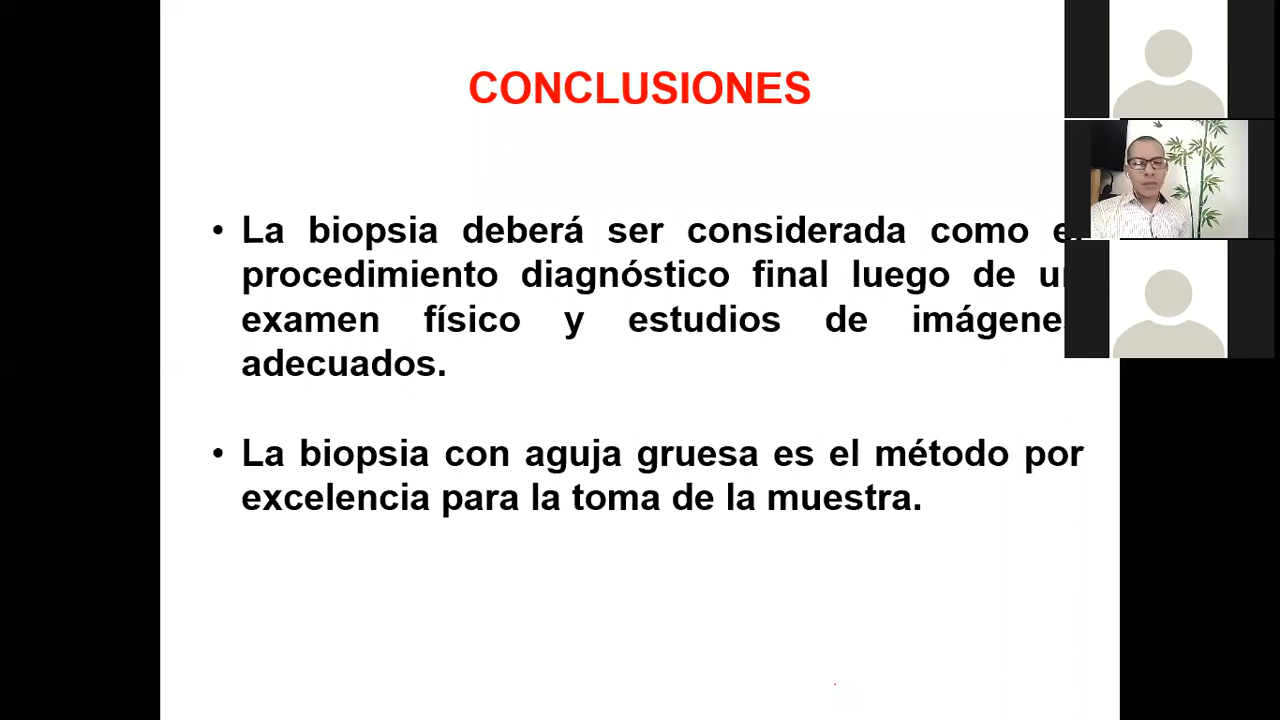 CONCLUSIONES
• La biopsia deberá ser considerada como el
procedimiento diagnóstico final luego de un
examen físico y estudios de imágenes
adecuados.
• La biopsia con aguja gruesa es el método por
excelencia para la toma de la muestra.